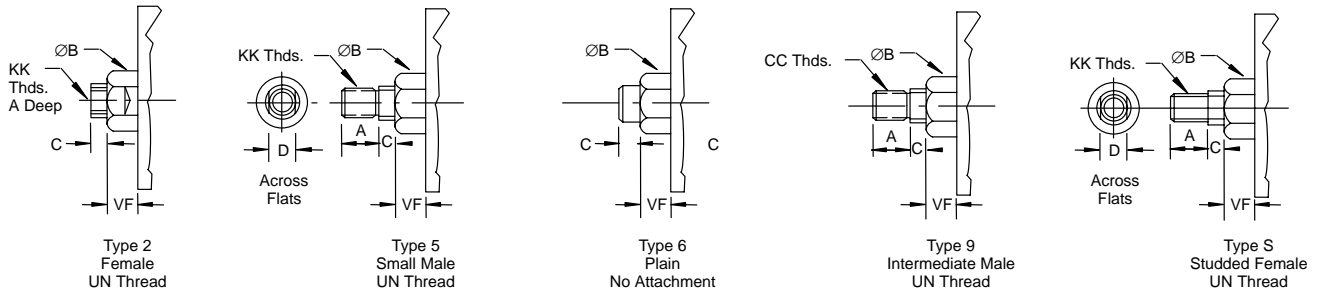 ØB
KK
Thds.
A Deep
C
VF
Type 2
Female
UN Thread
KK Thds.
ØB
A
C
D
Across
Flats
VF
Type 5
Small Male
UN Thread
ØB
C
C
VF
Type 6
Plain
No Attachment
CC Thds.
ØB
A
C
VF
Type 9
Intermediate Male
UN Thread
KK Thds.
ØB
A
C
D
Across
Flats
VF
Type S
Studded Female
UN Thread